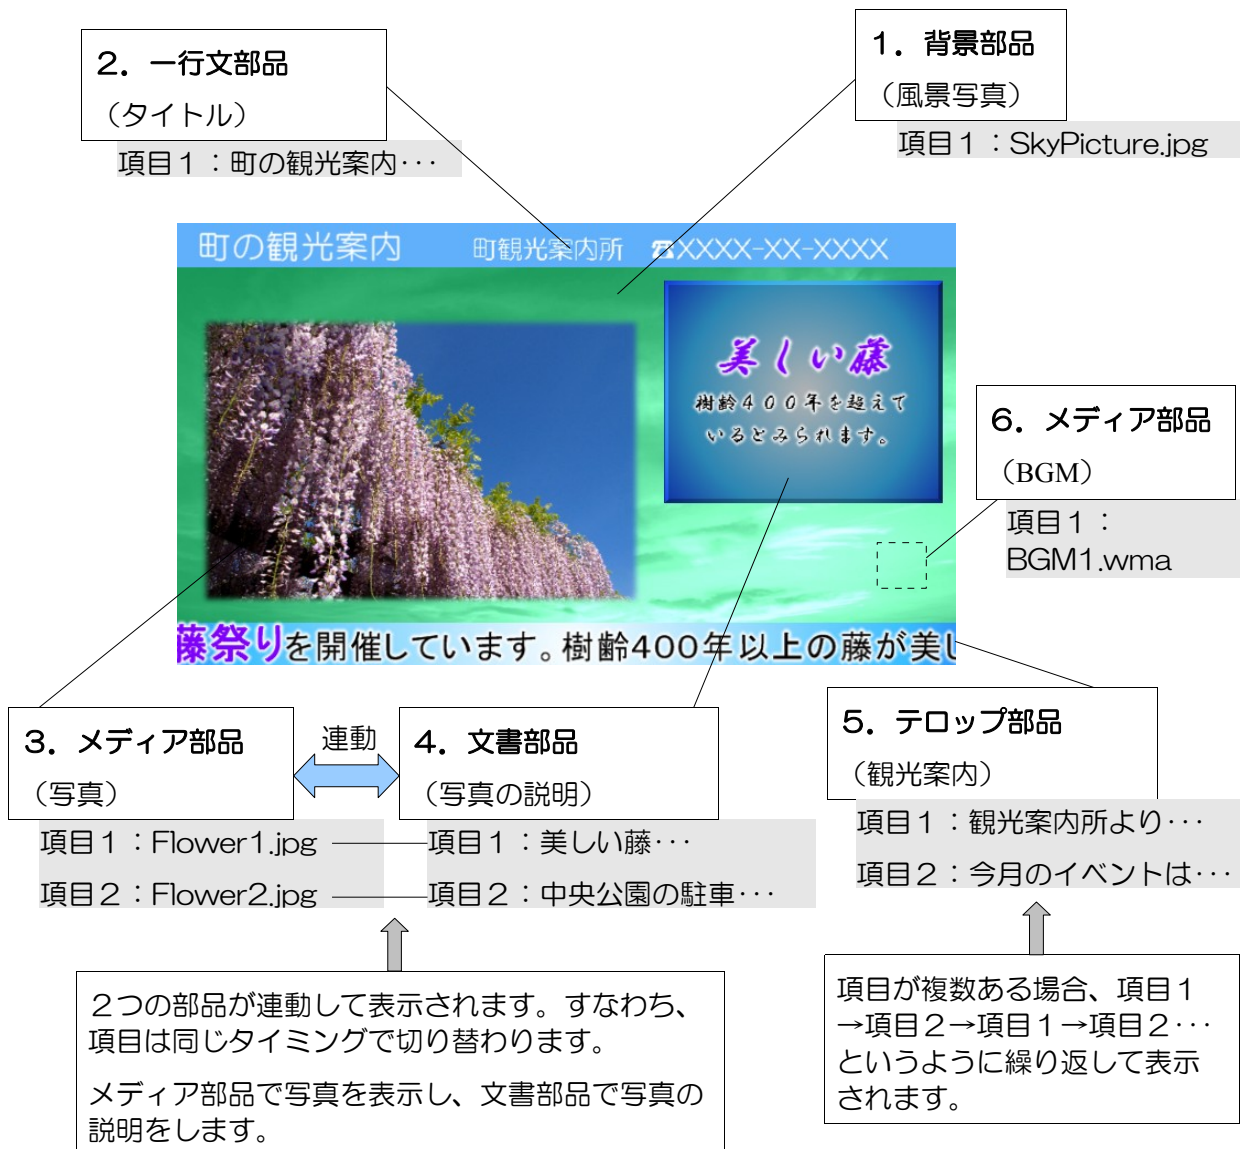 2．一行文部品
（タイトル）
項目１：町の観光案内･･･
1．背景部品
（風景写真）
項目１：SkyPicture.jpg
町の観光案内　町観光案内所　☎XXXX-XX-XXXX
美しい藤
樹齢４００年を超えて
いるとみられます。
6．メディア部品
（BGM）
項目１：
BGM1.wma
藤祭りを開催しています。樹齢400年以上の藤が美し
3．メディア部品
（写真）
項目１：Flower1.jpg
項目２：Flower2.jpg
連動
4．文書部品
（写真の説明）
項目１：美しい藤･･･
項目２：中央公園の駐車･･･
5．テロップ部品
（観光案内）
項目１：観光案内所より･･･
項目２：今月のイベントは･･･
２つの部品が連動して表示されます。すなわち、
項目は同じタイミングで切り替わります。
メディア部品で写真を表示し、文書部品で写真の
説明をします。
項目が複数ある場合、項目１
→項目２→項目１→項目２･･･
というように繰り返して表示
されます。